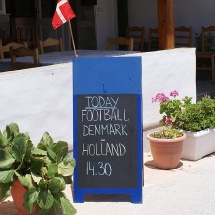 TODAY
FOOTBALL
DENMARK
-
HOLLAND
14.30